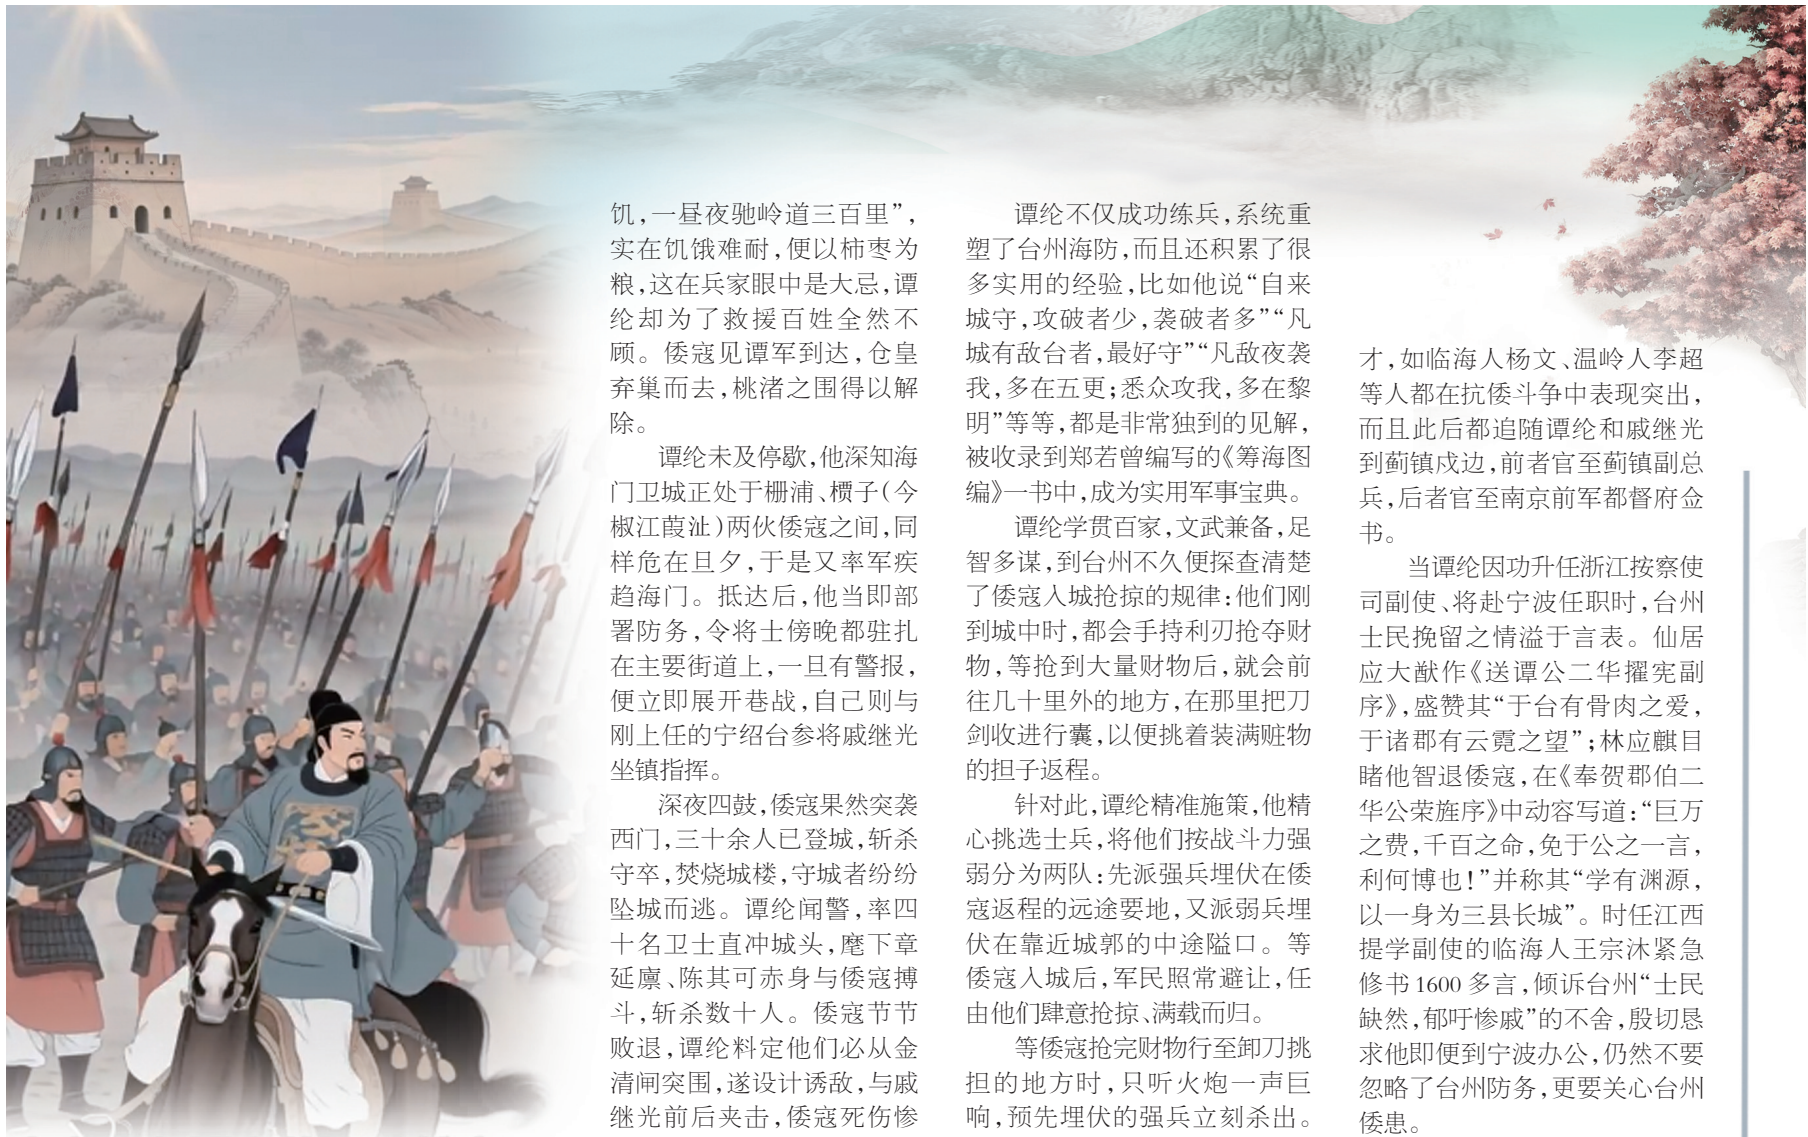 饥，一昼夜驰岭道三百里”，
实在饥饿难耐，便以柿枣为
粮，这在兵家眼中是大忌，谭
纶却为了救援百姓全然不
顾。倭寇见谭军到达，仓皇
弃巢而去，桃渚之围得以解
除。
谭纶未及停歇，他深知海
门卫城正处于栅浦、槚子（今
椒江葭沚）两伙倭寇之间，同
样危在旦夕，于是又率军疾
趋海门。抵达后，他当即部
署防务，令将士傍晚都驻扎
在主要街道上，一旦有警报，
便立即展开巷战，自己则与
刚上任的宁绍台参将戚继光
坐镇指挥。
深夜四鼓，倭寇果然突袭
西门，三十余人已登城，斩杀
守卒，焚烧城楼，守城者纷纷
坠城而逃。谭纶闻警，率四
十名卫士直冲城头，麾下章
延廪、陈其可赤身与倭寇搏
斗，斩杀数十人。倭寇节节
败退，谭纶料定他们必从金
清闸突围，遂设计诱敌，与戚
继光前后夹击，倭寇死伤惨
谭纶不仅成功练兵，系统重
塑了台州海防，而且还积累了很
多实用的经验，比如他说“自来
城守，攻破者少，袭破者多”“凡
城有敌台者，最好守”“凡敌夜袭
我，多在五更；悉众攻我，多在黎
明”等等，都是非常独到的见解，
被收录到郑若曾编写的《筹海图
编》一书中，成为实用军事宝典。
谭纶学贯百家，文武兼备，足
智多谋，到台州不久便探查清楚
了倭寇入城抢掠的规律：他们刚
到城中时，都会手持利刃抢夺财
物，等抢到大量财物后，就会前
往几十里外的地方，在那里把刀
剑收进行囊，以便挑着装满赃物
的担子返程。
针对此，谭纶精准施策，他精
心挑选士兵，将他们按战斗力强
弱分为两队：先派强兵埋伏在倭
寇返程的远途要地，又派弱兵埋
伏在靠近城郭的中途隘口。等
倭寇入城后，军民照常避让，任
由他们肆意抢掠、满载而归。
等倭寇抢完财物行至卸刀挑
担的地方时，只听火炮一声巨
响，预先埋伏的强兵立刻杀出。
才，如临海人杨文、温岭人李超
等人都在抗倭斗争中表现突出，
而且此后都追随谭纶和戚继光
到蓟镇戍边，前者官至蓟镇副总
兵，后者官至南京前军都督府佥
书。
当谭纶因功升任浙江按察使
司副使、将赴宁波任职时，台州
士民挽留之情溢于言表。仙居
应大猷作《送谭公二华擢宪副
序》，盛赞其“于台有骨肉之爱，
于诸郡有云霓之望”；林应麒目
睹他智退倭寇，在《奉贺郡伯二
华公荣旌序》中动容写道：“巨万
之费，千百之命，免于公之一言，
利何博也！”并称其“学有渊源，
以一身为三县长城”。时任江西
提学副使的临海人王宗沐紧急
修书1600多言，倾诉台州“士民
缺然，郁吁惨戚”的不舍，殷切恳
求他即便到宁波办公，仍然不要
忽略了台州防务，更要关心台州
倭患。